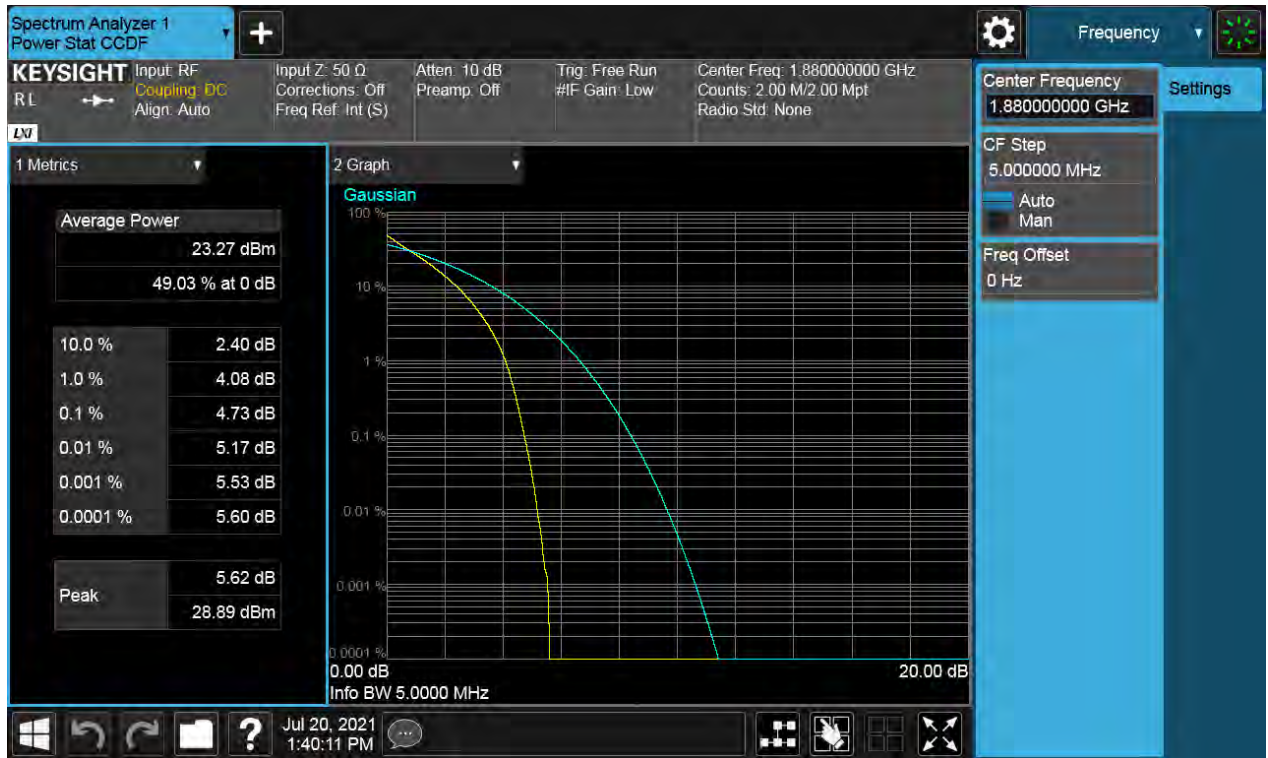 Spectrum Analyzer 1
Power Stat CCDF
Frequency
KEYSIGHT
RL
LXI
Input: RF
Coupling: DC
Align: Auto
Input Z: 50 Ω
Corrections: Off
Freq Ref: Int (S)
Atten: 10 dB
Preamp: Off
Trig: Free Run
#IF Gain: Low
Center Freq: 1.880000000 GHz
Counts: 2.00 M/2.00 Mpt
Radio Std: None
Center Frequency
1.880000000 GHz
Settings
CF Step
5.000000 MHz
Auto
Man
Freq Offset
0 Hz
1 Metrics
Average Power
23.27 dBm
49.03 % at 0 dB
10.0 % 2.40 dB
1.0 % 4.08 dB
0.1 % 4.73 dB
0.01 % 5.17 dB
0.001 % 5.53 dB
0.0001 % 5.60 dB
Peak
5.62 dB
28.89 dBm
2 Graph
Gaussian
100 %
10 %
1 %
0.1 %
0.01 %
0.001 %
0.0001 %
0.00 dB 20.00 dB
Info BW 5.0000 MHz
?
Jul 20, 2021
1:40:11 PM